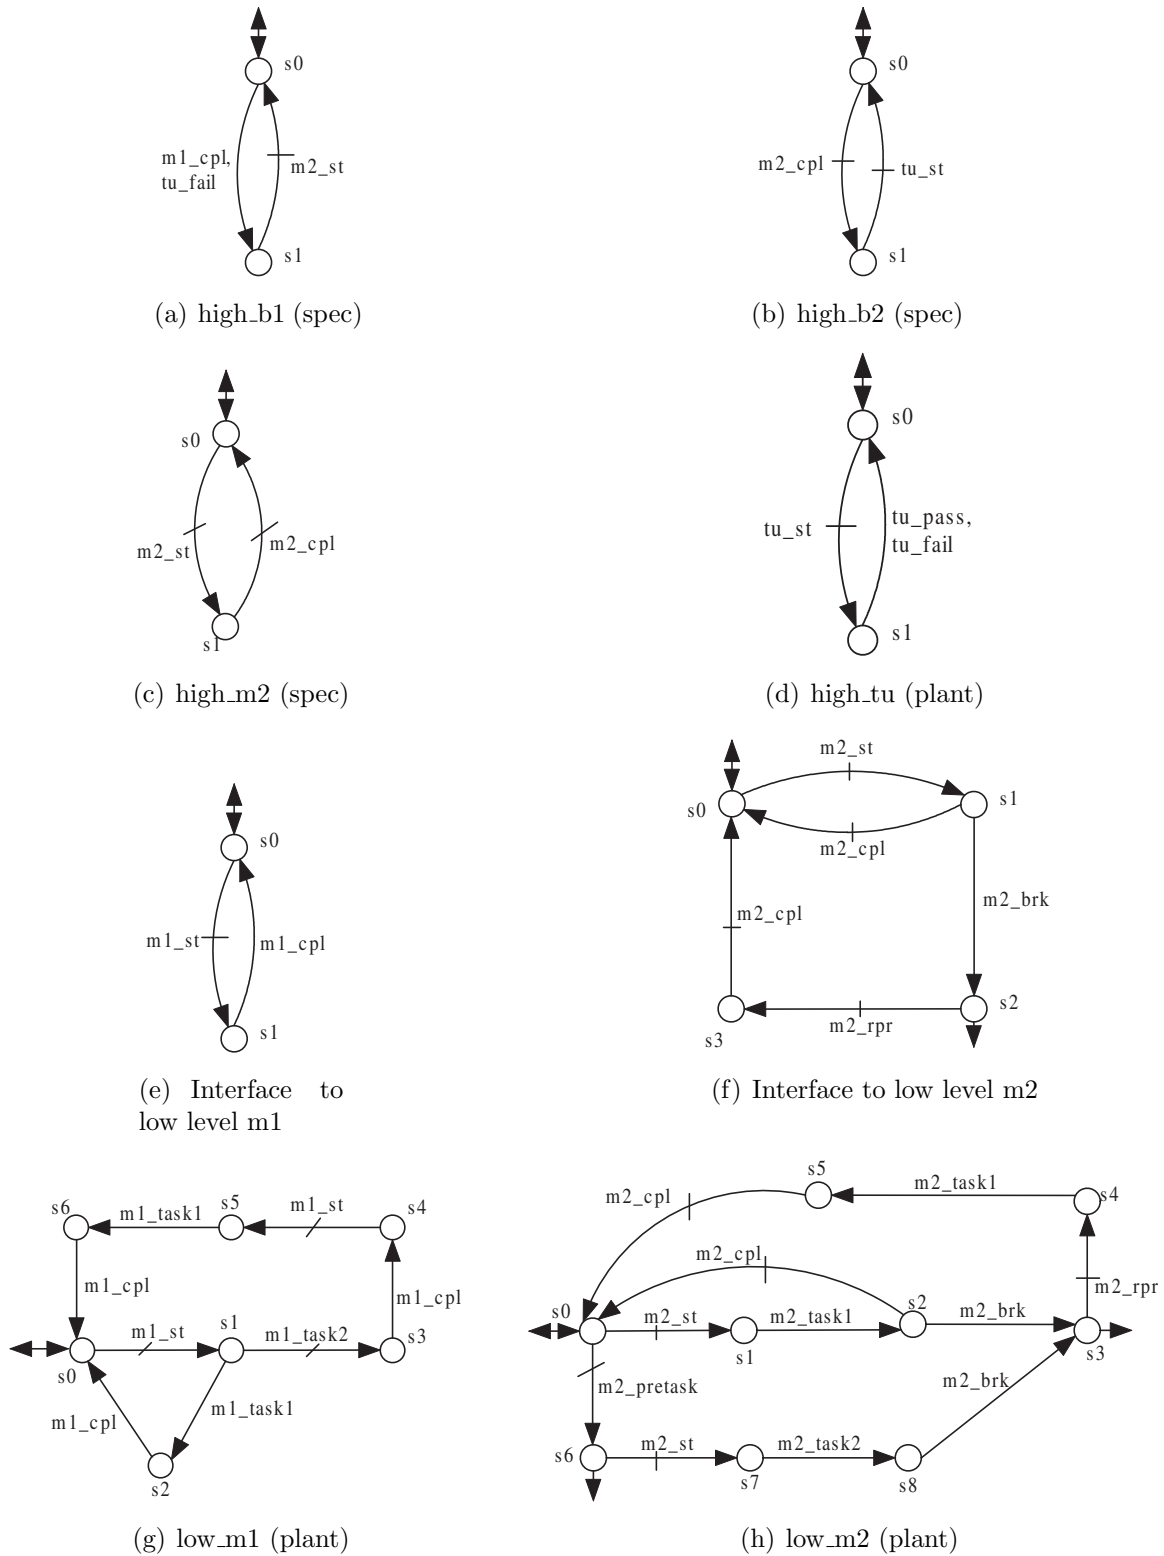 s0
m1_cpl,
tu_fail
m2_st
s1
(a) high_b1 (spec)
s0
m2_cpl
tu_st
s1
(b) high_b2 (spec)
s0
m2_st
m2_cpl
s1
(c) high_m2 (spec)
s0
tu_st
tu_pass,
tu_fail
s1
(d) high_tu (plant)
s0
m1_st
m1_cpl
s1
(e) Interface to
low level m1
m2_st
s0
s1
m2_cpl
m2_cpl
m2_brk
s2
m2_rpr
s3
(f) Interface to low level m2
s6
m1_task1
s5
m1_st
s4
m1_cpl
m1_cpl
s0
m1_st
s1
m1_task2
s3
m1_cpl
m1_task1
s2
(g) low_m1 (plant)
s5
m2_cpl
m2_task1
s4
m2_cpl
m2_rpr
s0
m2_st
m2_task1
s2
m2_brk
s1
s3
m2_pretask
m2_brk
s6
m2_st
m2_task2
s7
s8
(h) low_m2 (plant)